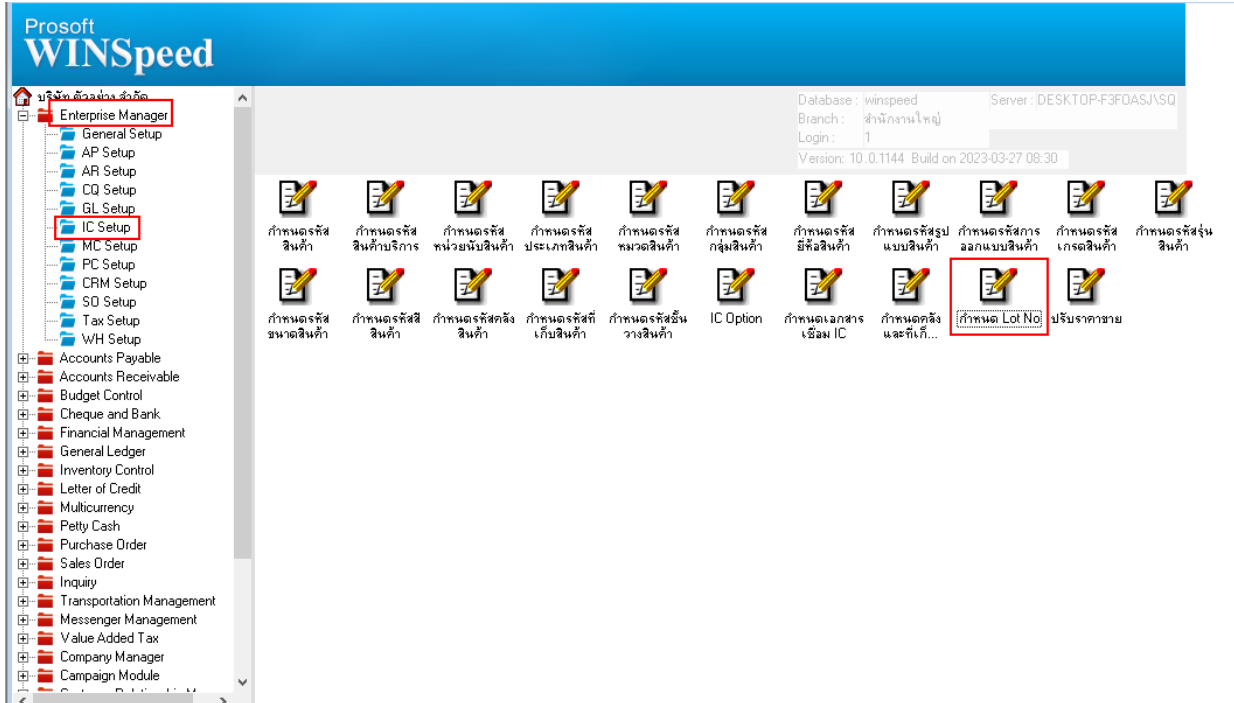 Prosoft
WINSpeed
บริษัท ตัวอย่าง จำกัด
Enterprise Manager
General Setup
AP Setup
AR Setup
CQ Setup
GL Setup
IC Setup
MC Setup
PC Setup
CRM Setup
SO Setup
Tax Setup
WH Setup
Accounts Payable
Accounts Receivable
Budget Control
Cheque and Bank
Financial Management
General Ledger
Inventory Control
Letter of Credit
Multicurrency
Petty Cash
Purchase Order
Sales Order
Inquiry
Transportation Management
Messenger Management
Value Added Tax
Company Manager
Campaign Module
Database : winspeed Server : DESKTOP-F3FOASJ\SQ
Branch : สำนักงานใหญ่
Login : 1
Version: 10.0.1144 Build on 2023-03-27 08:30
กำหนดรหัส
สินค้า
กำหนดรหัส
สินค้าบริการ
กำหนดรหัส
หน่วยนับสินค้า
กำหนดรหัส
ประเภทสินค้า
กำหนดรหัส
หมวดสินค้า
กำหนดรหัส
กลุ่มสินค้า
กำหนดรหัส
ยี่ห้อสินค้า
กำหนดรหัสรูป
แบบสินค้า
กำหนดรหัสการ
ออกแบบสินค้า
กำหนดรหัส
เกรดสินค้า
กำหนดรหัสรุ่น
สินค้า
กำหนดรหัส
ขนาดสินค้า
กำหนดรหัสสี
สินค้า
กำหนดรหัสคลัง
สินค้า
กำหนดรหัสที่
เก็บสินค้า
กำหนดรหัสชั้น
วางสินค้า
IC Option
กำหนดเอกสาร
เชื่อม IC
กำหนดคลัง
และที่เก็...
กำหนด Lot No
ปรับราคาขาย